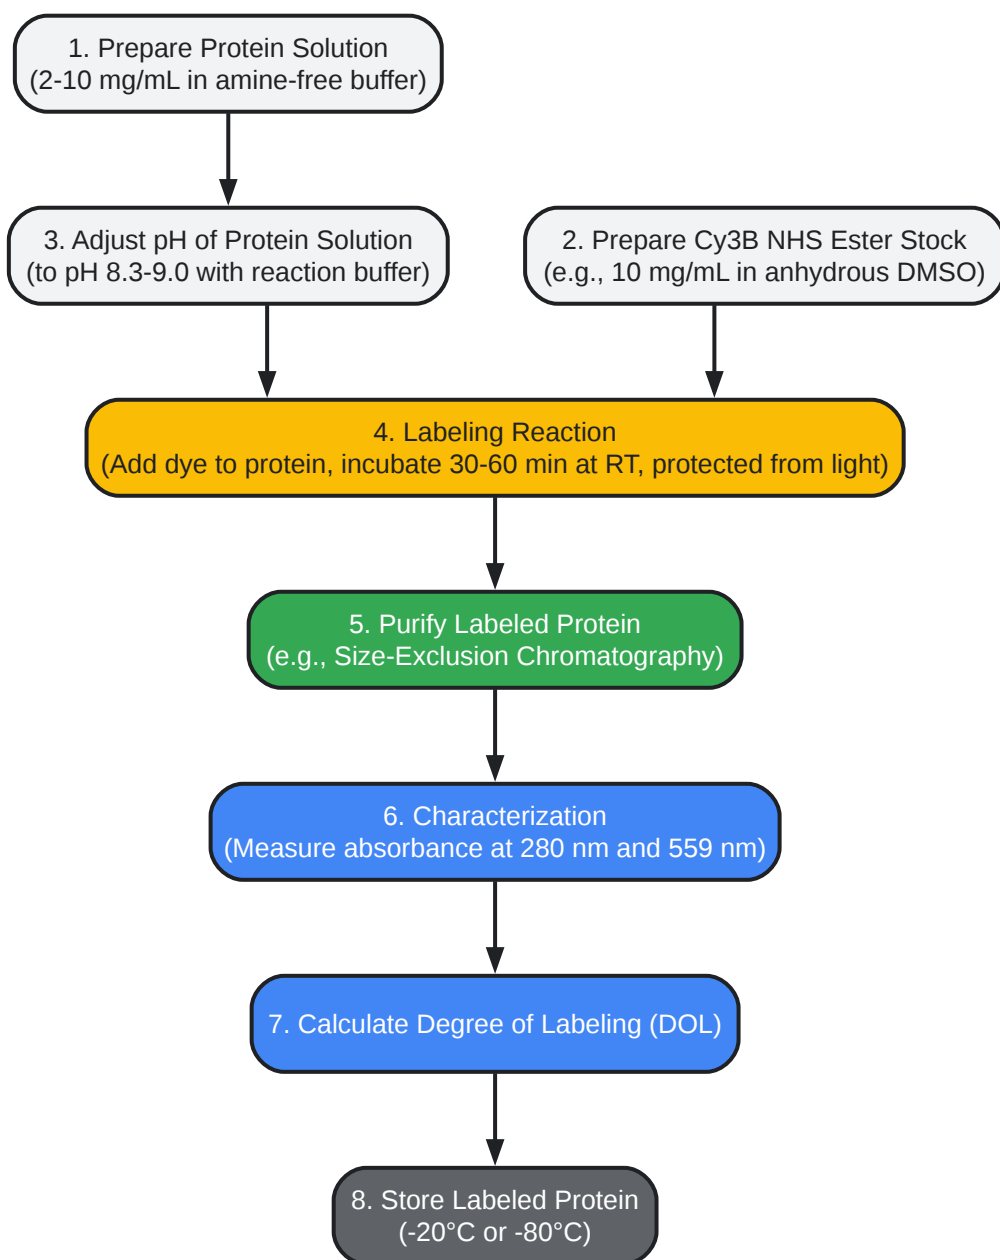 1. Prepare Protein Solution
(2-10 mg/mL in amine-free buffer)
3. Adjust pH of Protein Solution
(to pH 8.3-9.0 with reaction buffer)
2. Prepare Cy3B NHS Ester Stock
(e.g., 10 mg/mL in anhydrous DMSO)
4. Labeling Reaction
(Add dye to protein, incubate 30-60 min at RT, protected from light)
5. Purify Labeled Protein
(e.g., Size-Exclusion Chromatography)
6. Characterization
(Measure absorbance at 280 nm and 559 nm)
7. Calculate Degree of Labeling (DOL)
8. Store Labeled Protein
(-20°C or -80°C)